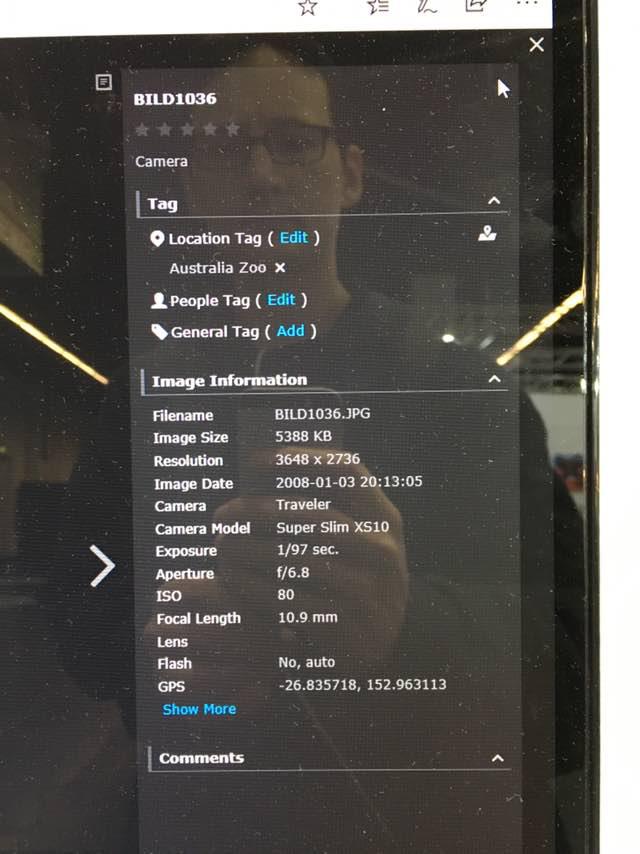 BILD1036
Camera
Tag
Location Tag ( Edit )
Australia Zoo ×
People Tag ( Edit )
General Tag ( Add )
Image Information
Filename BILD1036.JPG
Image Size 5388 KB
Resolution 3648 x 2736
Image Date 2008-01-03 20:13:05
Camera Traveler
Camera Model Super Slim XS10
Exposure 1/97 sec.
Aperture f/6.8
ISO 80
Focal Length 10.9 mm
Lens
Flash No, auto
GPS -26.835718, 152.963113
Show More
Comments